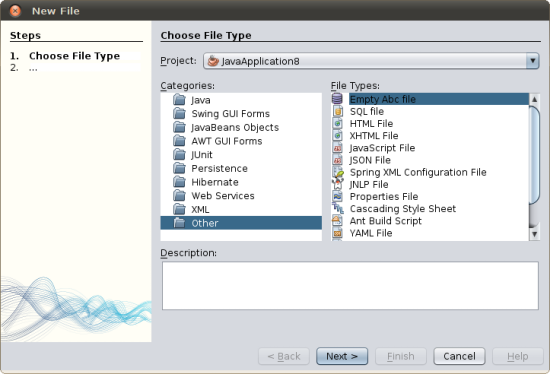 New File
Steps
1. Choose File Type
2. ...
Choose File Type
Project: JavaApplication8
Categories:
Java
Swing GUI Forms
JavaBeans Objects
AWT GUI Forms
JUnit
Persistence
Hibernate
Web Services
XML
Other
File Types:
Empty Abc file
SQL file
HTML File
XHTML File
JavaScript File
JSON File
Spring XML Configuration File
JNLP File
Properties File
Cascading Style Sheet
Ant Build Script
YAML File
Description:
< Back Next > Finish Cancel Help